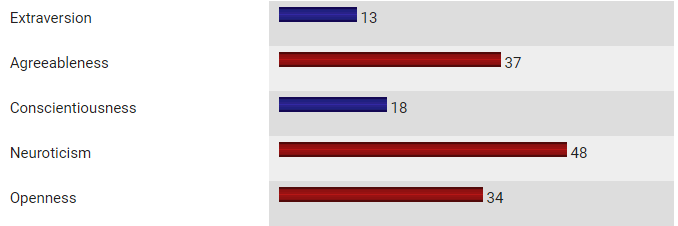 Extraversion 13
Agreeableness 37
Conscientiousness 18
Neuroticism 48
Openness 34